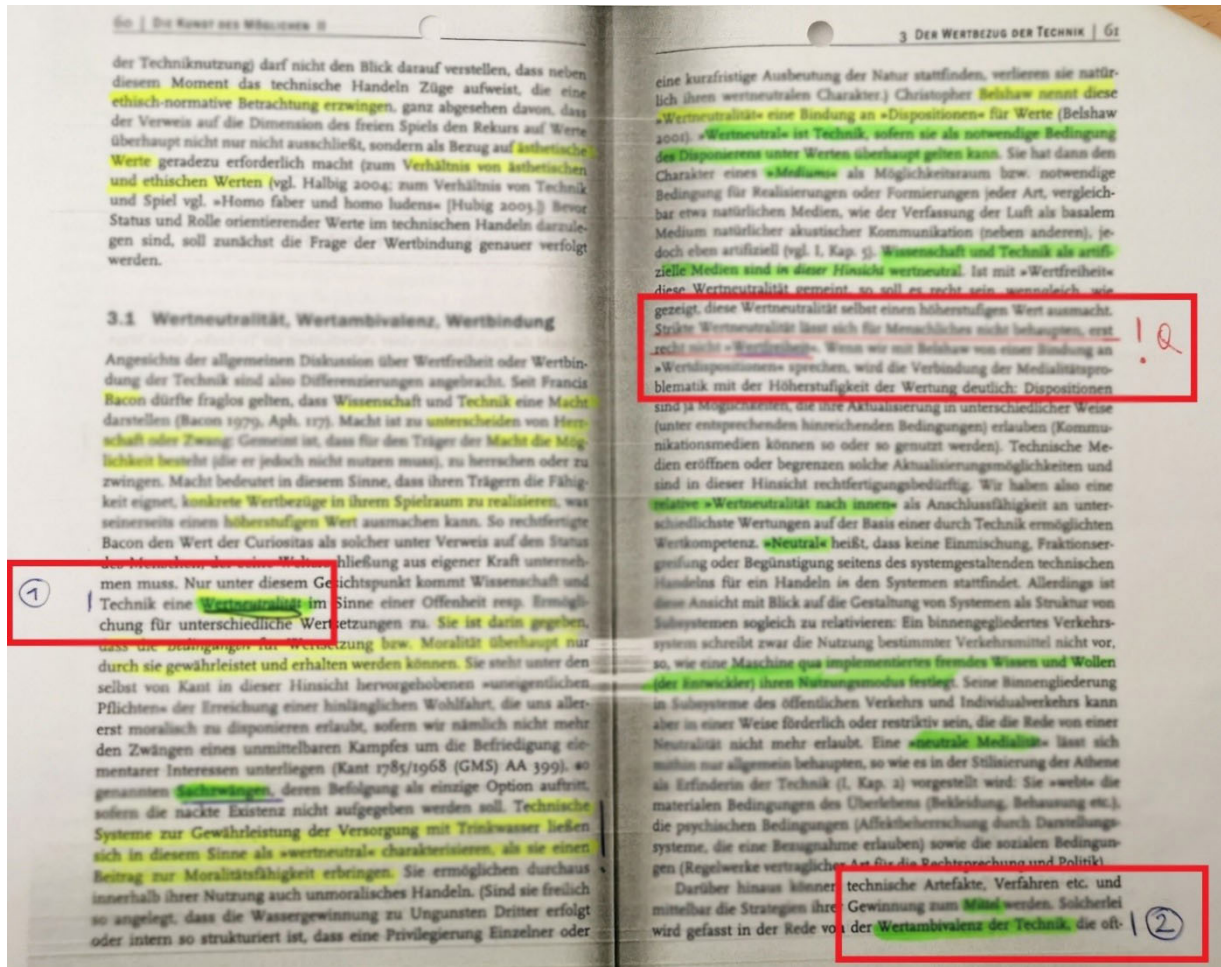 60 | DIE KUNST DES MÖGLICHEN II
der Techniknutzung) darf nicht den Blick darauf verstellen, dass neben
diesem Moment das technische Handeln Züge aufweist, die eine
ethisch-normative Betrachtung erzwingen, ganz abgesehen davon, dass
der Verweis auf die Dimension des freien Spiels den Rekurs auf Werte
überhaupt nicht nur nicht ausschließt, sondern als Bezug auf ästhetische
Werte geradezu erforderlich macht (zum Verhältnis von ästhetischen
und ethischen Werten (vgl. Halbig 2004; zum Verhältnis von Technik
und Spiel vgl. »Homo faber und homo ludens« [Hubig 2003.]) Bevor
Status und Rolle orientierender Werte im technischen Handeln darzule-
gen sind, soll zunächst die Frage der Wertbindung genauer verfolgt
werden.
3.1 Wertneutralität, Wertambivalenz, Wertbindung
Angesichts der allgemeinen Diskussion über Wertfreiheit oder Wertbin-
dung der Technik sind also Differenzierungen angebracht. Seit Francis
Bacon dürfte fraglos gelten, dass Wissenschaft und Technik eine Macht
darstellen (Bacon 1979, Aph. 117). Macht ist zu unterscheiden von Herr-
schaft oder Zwang: Gemeint ist, dass für den Träger der Macht die Mög-
lichkeit besteht (die er jedoch nicht nutzen muss), zu herrschen oder zu
zwingen. Macht bedeutet in diesem Sinne, dass ihren Trägern die Fähig-
keit eignet, konkrete Wertbezüge in ihrem Spielraum zu realisieren, was
seinerseits einen höherstufigen Wert ausmachen kann. So rechtfertigte
Bacon den Wert der Curiositas als solcher unter Verweis auf den Status
des Menschen, der seine Welterschließung aus eigener Kraft unterneh-
men muss. Nur unter diesem Gesichtspunkt kommt Wissenschaft und
① Technik eine Wertneutralität im Sinne einer Offenheit resp. Ermögli-
chung für unterschiedliche Wertsetzungen zu. Sie ist darin gegeben,
dass die Bedingungen für Wertsetzung bzw. Moralität überhaupt nur
durch sie gewährleistet und erhalten werden können. Sie steht unter den
selbst von Kant in dieser Hinsicht hervorgehobenen »uneigentlichen
Pflichten« der Erreichung einer hinlänglichen Wohlfahrt, die uns aller-
erst moralisch zu disponieren erlaubt, sofern wir nämlich nicht mehr
den Zwängen eines unmittelbaren Kampfes um die Befriedigung ele-
mentarer Interessen unterliegen (Kant 1785/1968 (GMS) AA 399). so
genannten Sachzwängen, deren Befolgung als einzige Option auftritt,
sofern die nackte Existenz nicht aufgegeben werden soll. Technische
Systeme zur Gewährleistung der Versorgung mit Trinkwasser ließen
sich in diesem Sinne als »wertneutral« charakterisieren, als sie einen
Beitrag zur Moralitätsfähigkeit erbringen. Sie ermöglichen durchaus
innerhalb ihrer Nutzung auch unmoralisches Handeln. (Sind sie freilich
so angelegt, dass die Wassergewinnung zu Ungunsten Dritter erfolgt
oder intern so strukturiert ist, dass eine Privilegierung Einzelner oder
3 DER WERTBEZUG DER TECHNIK | 61
eine kurzfristige Ausbeutung der Natur stattfinden, verlieren sie natür-
lich ihren wertneutralen Charakter.) Christopher Belshaw nennt diese
»Wertneutralität« eine Bindung an »Dispositionen« für Werte (Belshaw
2001). »Wertneutral« ist Technik, sofern sie als notwendige Bedingung
des Disponierens unter Werten überhaupt gelten kann. Sie hat dann den
Charakter eines »Mediums« als Möglichkeitsraum bzw. notwendige
Bedingung für Realisierungen oder Formierungen jeder Art, vergleich-
bar etwa natürlichen Medien, wie der Verfassung der Luft als basalem
Medium natürlicher akustischer Kommunikation (neben anderen), je-
doch eben artifiziell (vgl. I, Kap. 5). Wissenschaft und Technik als artifi-
zielle Medien sind in dieser Hinsicht wertneutral. Ist mit »Wertfreiheit«
diese Wertneutralität gemeint, so soll es recht sein, wenngleich, wie
gezeigt, diese Wertneutralität selbst einen höherstufigen Wert ausmacht.
Strikte Wertneutralität lässt sich für Menschliches nicht behaupten, erst
recht nicht »Wertfreiheit«. Wenn wir mit Belshaw von einer Bindung an
»Wertdispositionen« sprechen, wird die Verbindung der Medialitätspro-
blematik mit der Höherstufigkeit der Wertung deutlich: Dispositionen
sind ja Möglichkeiten, die ihre Aktualisierung in unterschiedlicher Weise
(unter entsprechenden hinreichenden Bedingungen) erlauben (Kommu-
nikationsmedien können so oder so genutzt werden). Technische Me-
dien eröffnen oder begrenzen solche Aktualisierungsmöglichkeiten und
sind in dieser Hinsicht rechtfertigungsbedürftig. Wir haben also eine
relative »Wertneutralität nach innen« als Anschlussfähigkeit an unter-
schiedlichste Wertungen auf der Basis einer durch Technik ermöglichten
Wertkompetenz. »Neutral« heißt, dass keine Einmischung, Fraktionser-
greifung oder Begünstigung seitens des systemgestaltenden technischen
Handelns für ein Handeln in den Systemen stattfindet. Allerdings ist
diese Ansicht mit Blick auf die Gestaltung von Systemen als Struktur von
Subsystemen sogleich zu relativieren: Ein binnengegliedertes Verkehrs-
system schreibt zwar die Nutzung bestimmter Verkehrsmittel nicht vor,
so, wie eine Maschine qua implementiertes fremdes Wissen und Wollen
(der Entwickler) ihren Nutzungsmodus festlegt. Seine Binnengliederung
in Subsysteme des öffentlichen Verkehrs und Individualverkehrs kann
aber in einer Weise förderlich oder restriktiv sein, die die Rede von einer
Neutralität nicht mehr erlaubt. Eine »neutrale Medialität« lässt sich
mithin nur allgemein behaupten, so wie es in der Stilisierung der Athene
als Erfinderin der Technik (I, Kap. 2) vorgestellt wird: Sie »webt« die
materialen Bedingungen des Überlebens (Bekleidung, Behausung etc.),
die psychischen Bedingungen (Affektbeherrschung durch Darstellungs-
systeme, die eine Bezugnahme erlauben) sowie die sozialen Bedingun-
gen (Regelwerke vertraglicher Art für die Rechtsprechung und Politik).
Darüber hinaus können technische Artefakte, Verfahren etc. und
mittelbar die Strategien ihrer Gewinnung zum Mittel werden. Solcherlei
wird gefasst in der Rede von der Wertambivalenz der Technik, die oft- ②